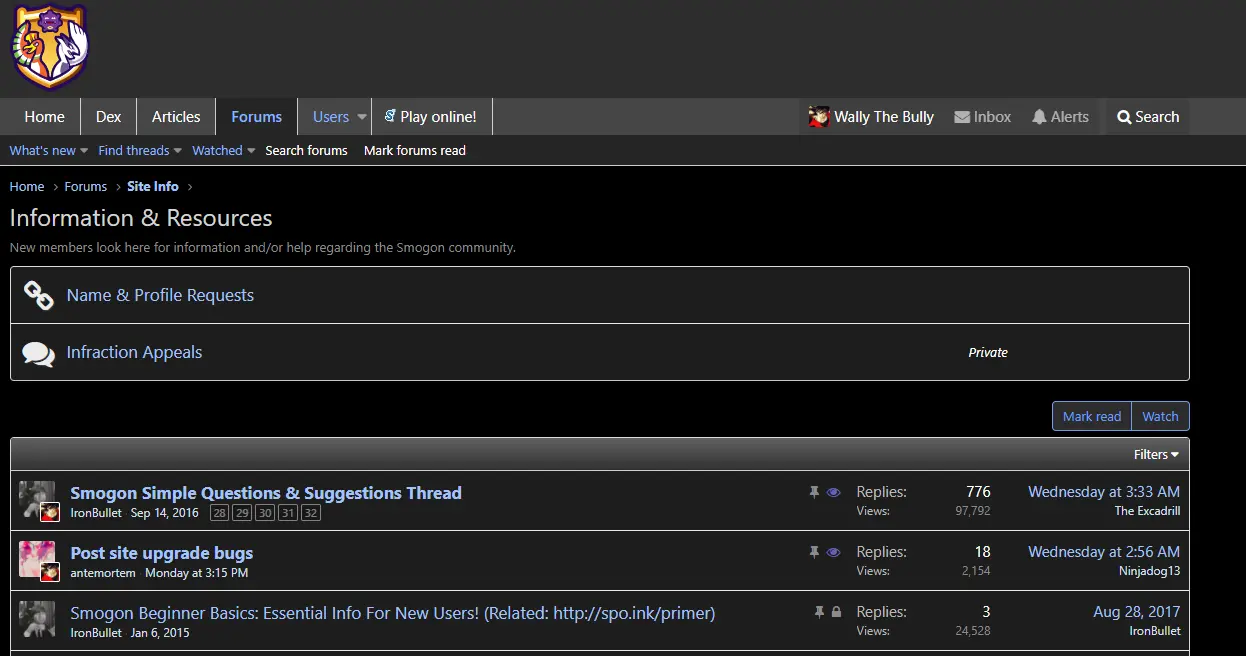 Home Dex Articles Forums Users Play online! Wally The Bully Inbox Alerts Search
What's new Find threads Watched Search forums Mark forums read
Home Forums Site Info
Information & Resources
New members look here for information and/or help regarding the Smogon community.
Name & Profile Requests
Infraction Appeals Private
Mark read Watch
Filters
Smogon Simple Questions & Suggestions Thread Replies: 776 Wednesday at 3:33 AM
IronBullet Sep 14, 2016 28 29 30 31 32 Views: 97,792 The Excadrill
Post site upgrade bugs Replies: 18 Wednesday at 2:56 AM
antemortem Monday at 3:15 PM Views: 2,154 Ninjadog13
Smogon Beginner Basics: Essential Info For New Users! (Related: http://spo.ink/primer) Replies: 3 Aug 28, 2017
IronBullet Jan 6, 2015 Views: 24,528 IronBullet